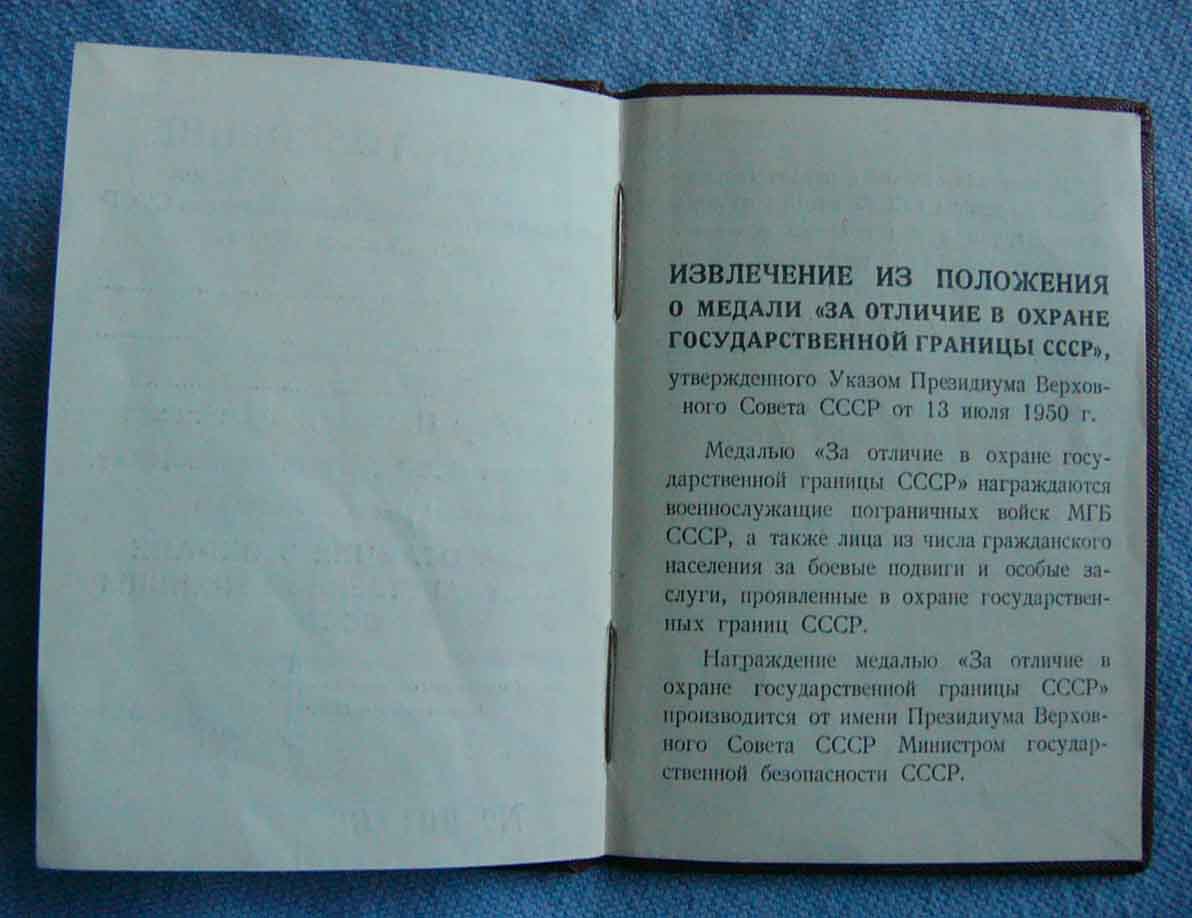 ИЗВЛЕЧЕНИЕ ИЗ ПОЛОЖЕНИЯ
О МЕДАЛИ «ЗА ОТЛИЧИЕ В ОХРАНЕ
ГОСУДАРСТВЕННОЙ ГРАНИЦЫ СССР»,
утвержденного Указом Президиума Верхов-
ного Совета СССР от 13 июля 1950 г.
Медалью «За отличие в охране госу-
дарственной границы СССР» награждаются
военнослужащие пограничных войск МГБ
СССР, а также лица из числа гражданского
населения за боевые подвиги и особые за-
слуги, проявленные в охране государствен-
ных границ СССР.
Награждение медалью «За отличие в
охране государственной границы СССР»
производится от имени Президиума Верхов-
ного Совета СССР Министром государ-
ственной безопасности СССР.